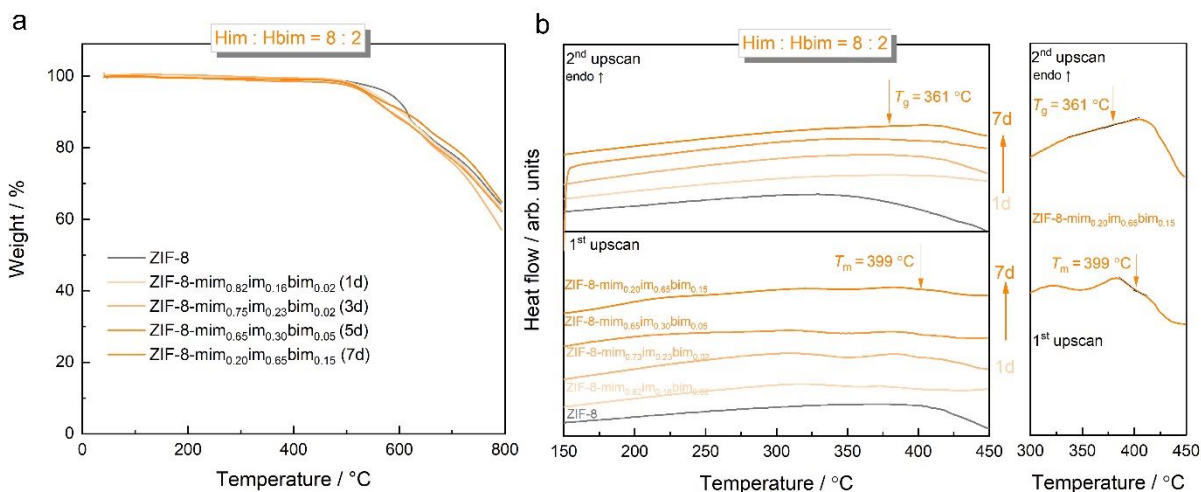 a
Him : Hbim = 8 : 2
Weight / %
100
80
60
40
20
0
ZIF-8
ZIF-8-mim0.82im0.16bim0.02 (1d)
ZIF-8-mim0.75im0.23bim0.02 (3d)
ZIF-8-mim0.65im0.30bim0.05 (5d)
ZIF-8-mim0.20im0.65bim0.15 (7d)
0 200 400 600 800
Temperature / °C
b
Him : Hbim = 8 : 2
Heat flow / arb. units
2nd upscan
endo ↑
Tg = 361 °C
7d
1d
1st upscan
Tm = 399 °C
7d
1d
ZIF-8-mim0.20im0.65bim0.15
ZIF-8-mim0.65im0.30bim0.05
ZIF-8-mim0.73im0.23bim0.02
ZIF-8
150 200 250 300 350 400 450
Temperature / °C
2nd upscan
endo ↑
Tg = 361 °C
ZIF-8-mim0.20im0.65bim0.15
Tm = 399 °C
1st upscan
300 350 400 450
Temperature / °C